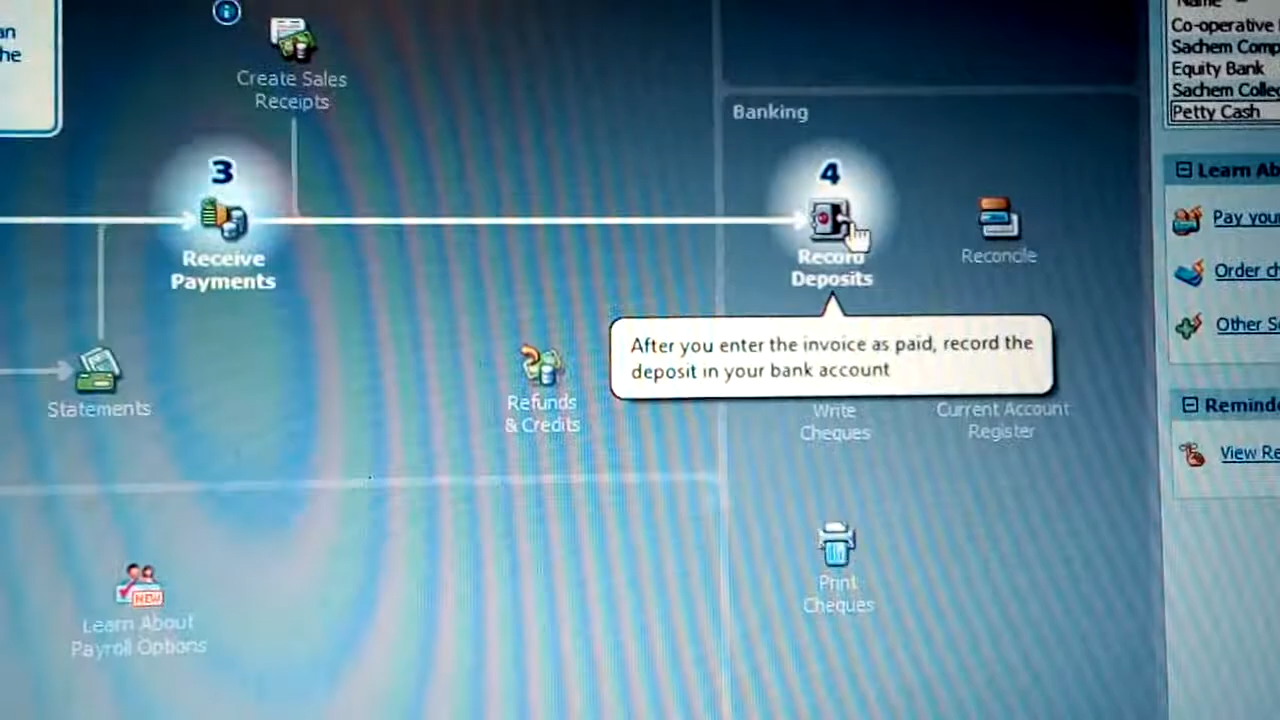 an
he
Create Sales
Receipts
3
Receive
Payments
Statements
Refunds
& Credits
Learn About
Payroll Options
NEW
Banking
4
Record
Deposits
Reconcile
After you enter the invoice as paid, record the
deposit in your bank account
Write
Cheques
Current Account
Register
Print
Cheques
Name
Co-operative
Sachem Comp
Equity Bank
Sachem Collec
Petty Cash
Learn Ab
Pay you
Order ch
Other S
Reminde
View Re